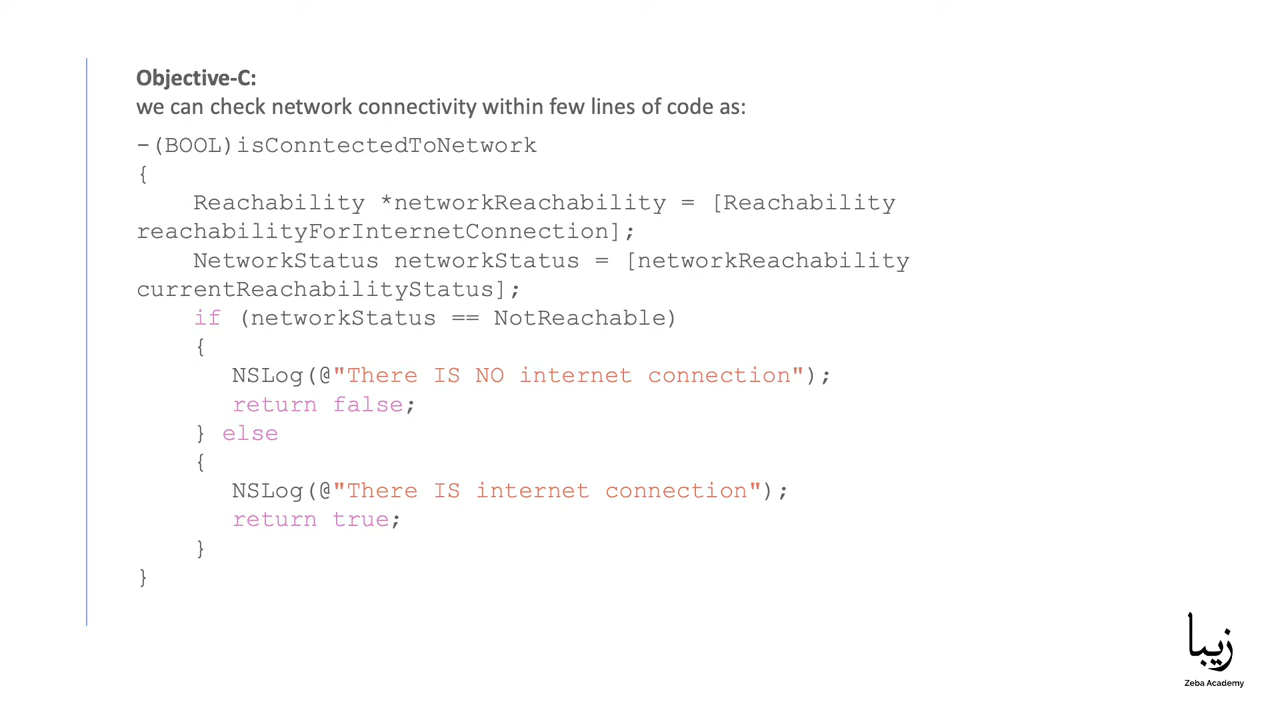 Objective-C:
we can check network connectivity within few lines of code as:
-(BOOL)isConntectedToNetwork
{
    Reachability *networkReachability = [Reachability
reachabilityForInternetConnection];
    NetworkStatus networkStatus = [networkReachability
currentReachabilityStatus];
    if (networkStatus == NotReachable)
    {
       NSLog(@"There IS NO internet connection");
       return false;
    } else
    {
       NSLog(@"There IS internet connection");
       return true;
    }
}
زيبا
Zeba Academy